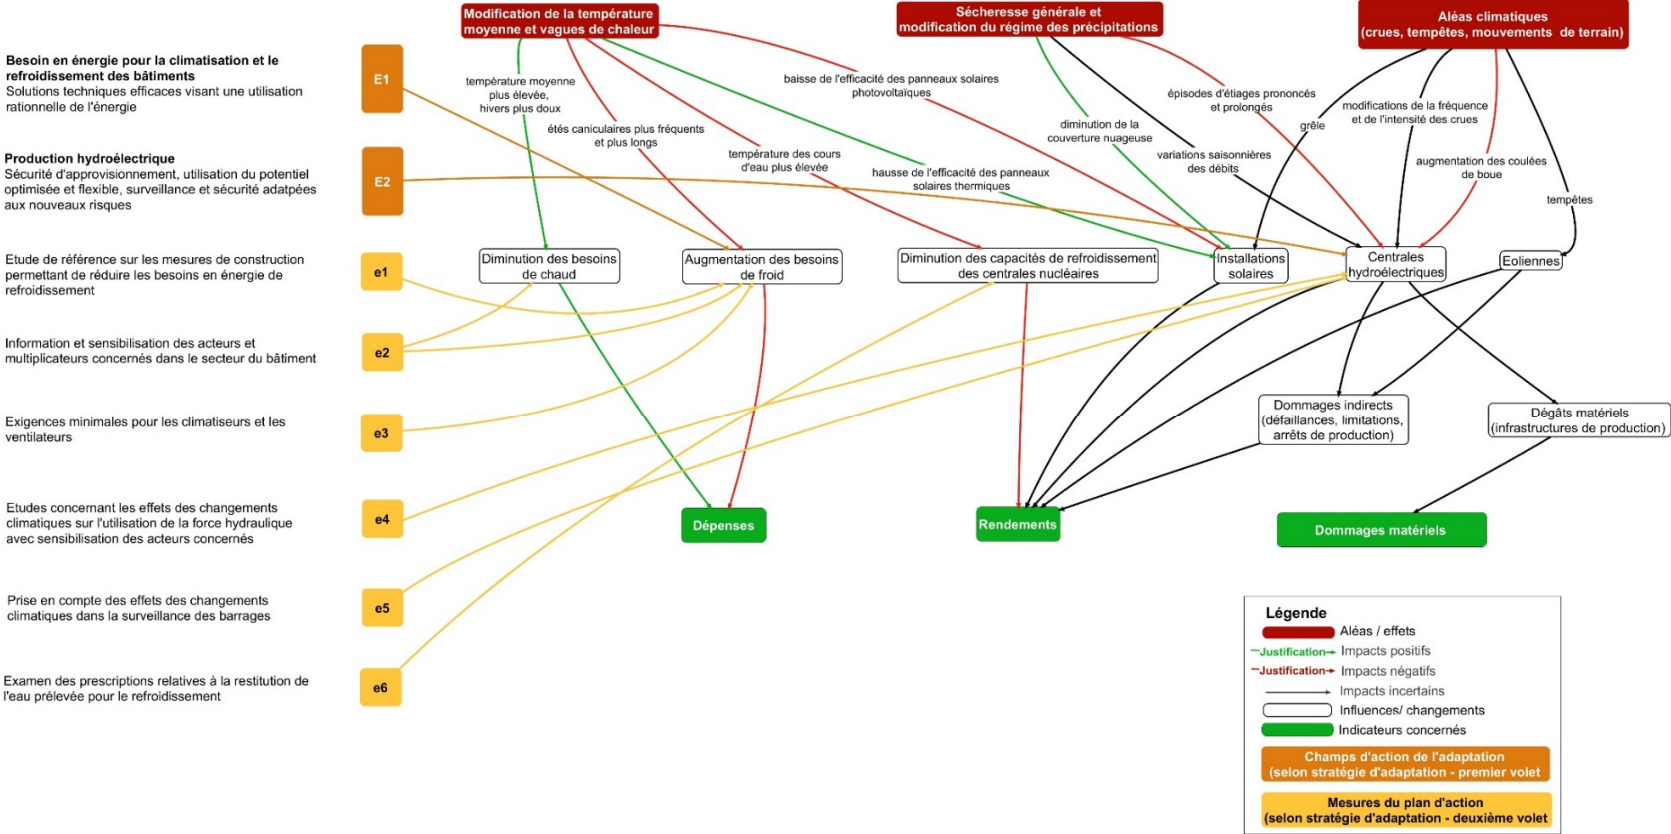 Modification de la température
moyenne et vagues de chaleur
Sécheresse générale et
modification du régime des précipitations
Aléas climatiques
(crues, tempêtes, mouvements de terrain)
Besoin en énergie pour la climatisation et le
refroidissement des bâtiments
Solutions techniques efficaces visant une utilisation
rationelle de l'énergie
E1
Production hydroélectrique
Sécurité d'approvisionnement, utilisation du potentiel
optimisée et flexible, surveillance et sécurité adatpées
aux nouveaux risques
E2
température moyenne
plus élevée,
hivers plus doux
étés caniculaires plus fréquents
et plus longs
température des cours
d'eau plus élevée
baisse de l'efficacité des panneaux solaires
photovoltaïques
hausse de l'efficacité des panneaux
solaires thermiques
diminution de la
couverture nuageuse
variations saisonnières
des débits
épisodes d'étiages prononcés
et prolongés
grêle
modifications de la fréquence
et de l'intensité des crues
augmentation des coulées
de boue
tempêtes
Etude de référence sur les mesures de construction
permettant de réduire les besoins en énergie de
refroidissement
e1
Diminution des besoins
de chaud
Augmentation des besoins
de froid
Diminution des capacités de refroidissement
des centrales nucléaires
Installations
solaires
Centrales
hydroélectriques
Eoliennes
Information et sensibilisation des acteurs et
multiplicateurs concernés dans le secteur du bâtiment
e2
Exigences minimales pour les climatiseurs et les
ventilateurs
e3
Dommages indirects
(défaillances, limitations,
arrêts de production)
Dégâts matériels
(infrastructures de production)
Etudes concernant les effets des changements
climatiques sur l'utilisation de la force hydraulique
avec sensibilisation des acteurs concernés
e4
Dépenses
Rendements
Dommages matériels
Prise en compte des effets des changements
climatiques dans la surveillance des barrages
e5
Examen des prescriptions relatives à la restitution de
l'eau prélevée pour le refroidissement
e6
Légende
Aléas / effets
Justification Impacts positifs
Justification Impacts négatifs
Impacts incertains
Influences/ changements
Indicateurs concernés
Champs d'action de l'adaptation
(selon stratégie d'adaptation - premier volet
Mesures du plan d'action
(selon stratégie d'adaptation - deuxième volet